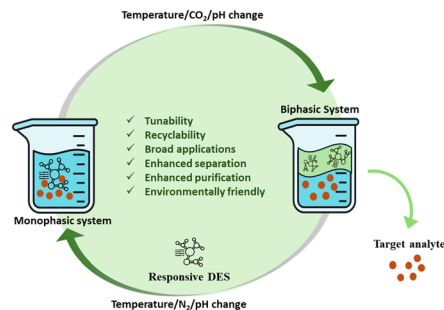 Temperature/CO₂/pH change
Biphasic System
✓ Tunability
✓ Recyclability
✓ Broad applications
✓ Enhanced separation
✓ Enhanced purification
✓ Environmentally friendly
Monophasic system
Target analyte
Responsive DES
Temperature/N₂/pH change